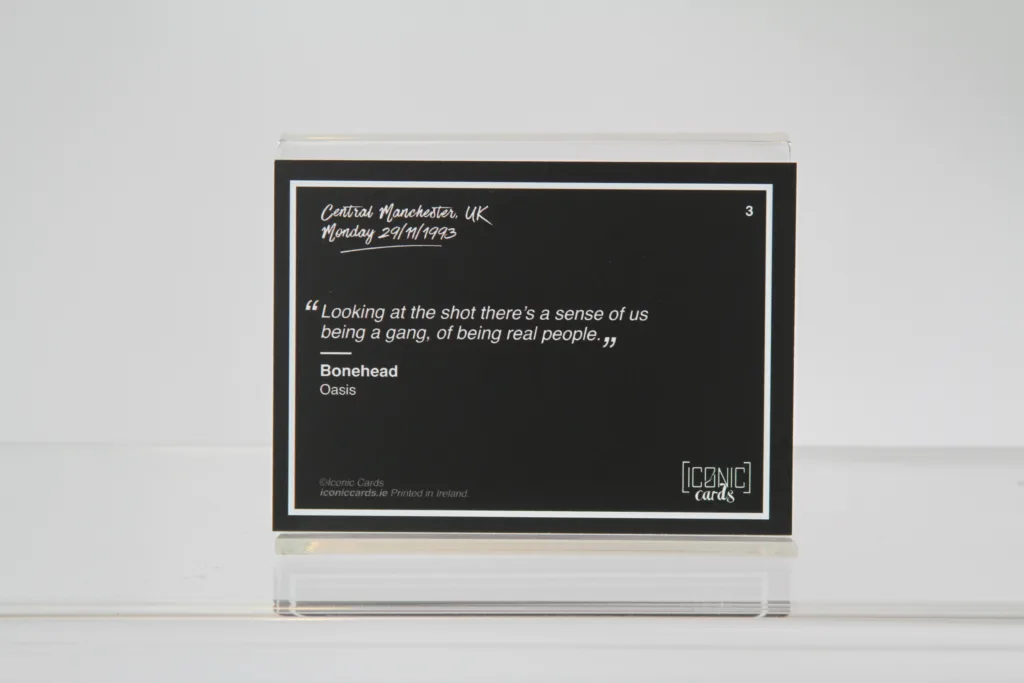 Central Manchester, UK
Monday 29/11/1993
3
“Looking at the shot there's a sense of us
being a gang, of being real people.”
Bonehead
Oasis
©Iconic Cards
iconiccards.ie Printed in Ireland.
[ICONIC]
cards